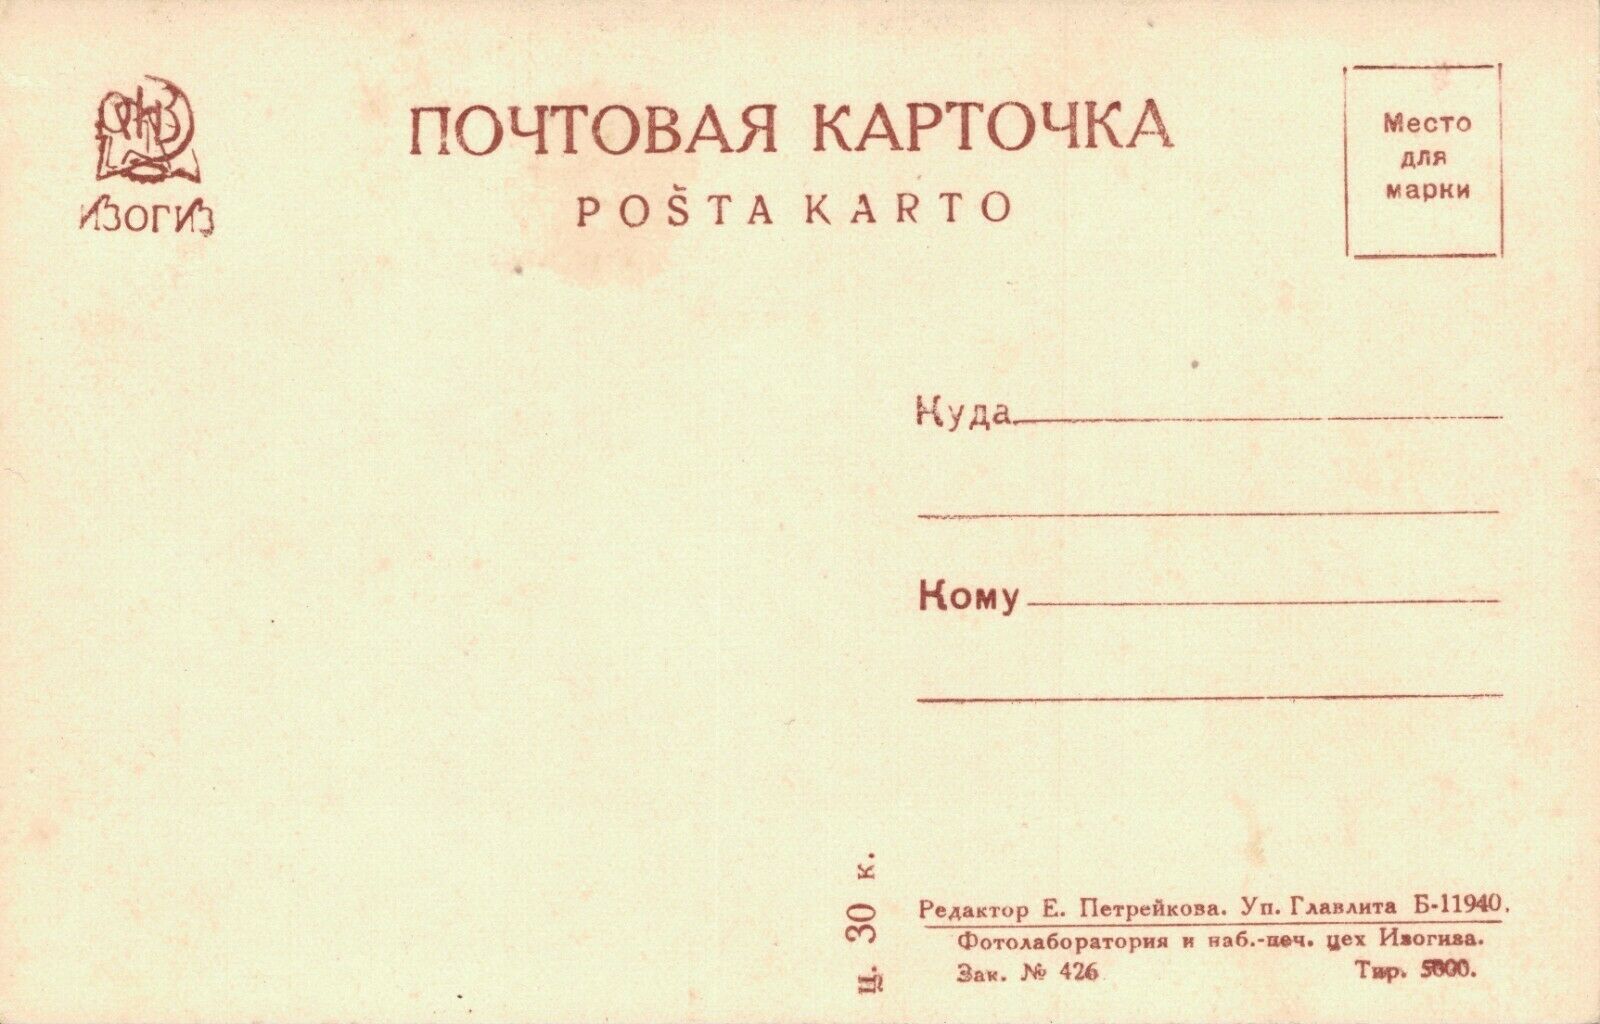 ИЗОГИЗ
ПОЧТОВАЯ КАРТОЧКА
POŠTA KARTO
Место
для
марки
Куда
Кому
ц. 30 к.
Редактор Е. Петрейкова. Уп. Главлита Б-11940.
Фотолаборатория и наб.-печ. цех Изогиза.
Зак. № 426 Тир. 5000.